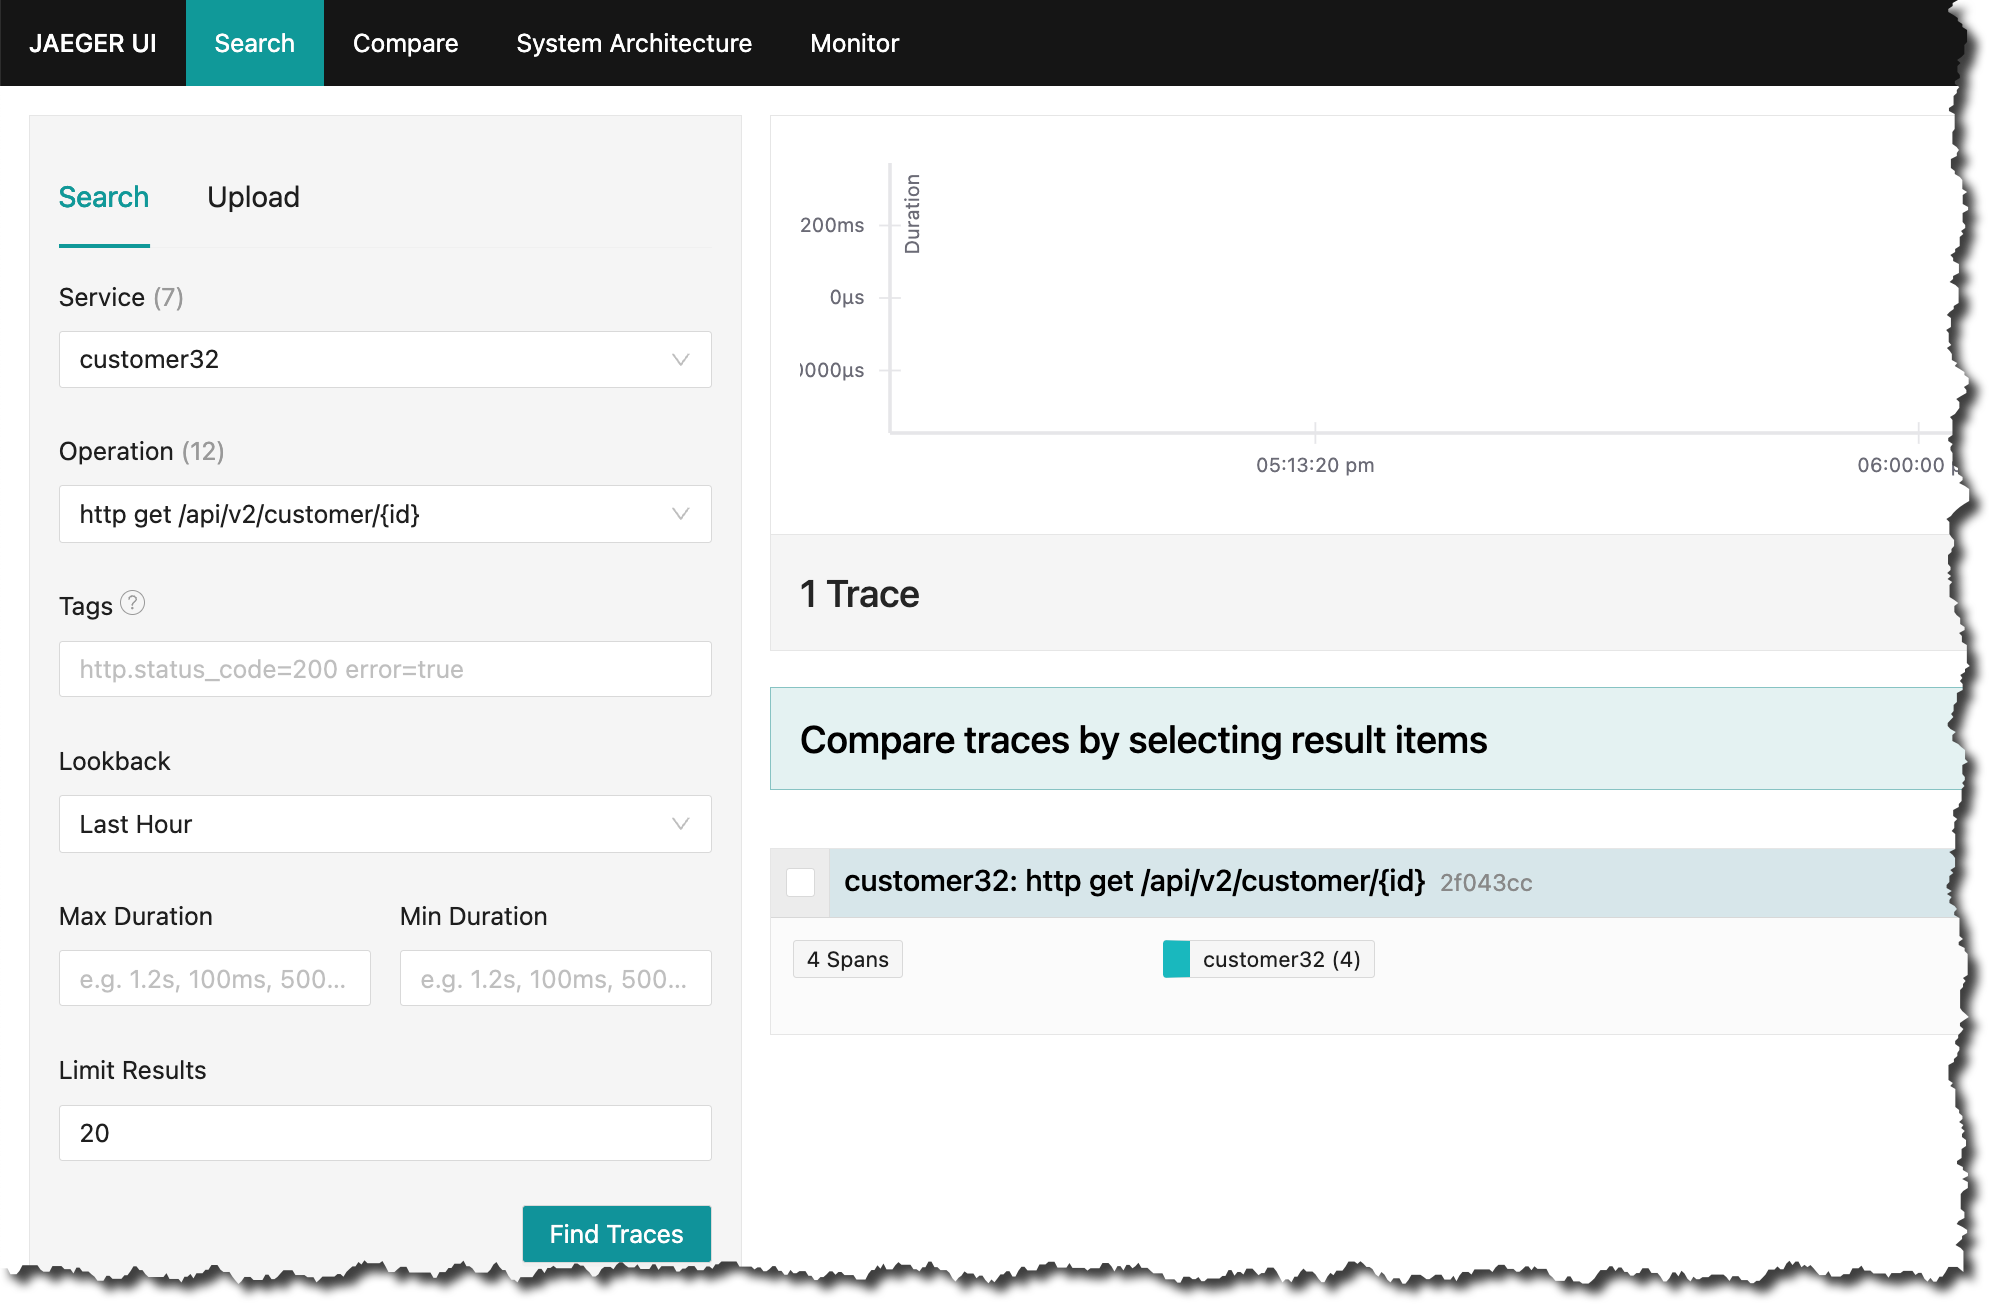 JAEGER UI Search Compare System Architecture Monitor
Search Upload
Service (7)
customer32
Operation (12)
http get /api/v2/customer/{id}
Tags ?
http.status_code=200 error=true
Lookback
Last Hour
Max Duration Min Duration
e.g. 1.2s, 100ms, 500... e.g. 1.2s, 100ms, 500...
Limit Results
20
Find Traces
Duration
200ms
0μs
0000μs
05:13:20 pm 06:00:00
1 Trace
Compare traces by selecting result items
customer32: http get /api/v2/customer/{id} 2f043cc
4 Spans customer32 (4)